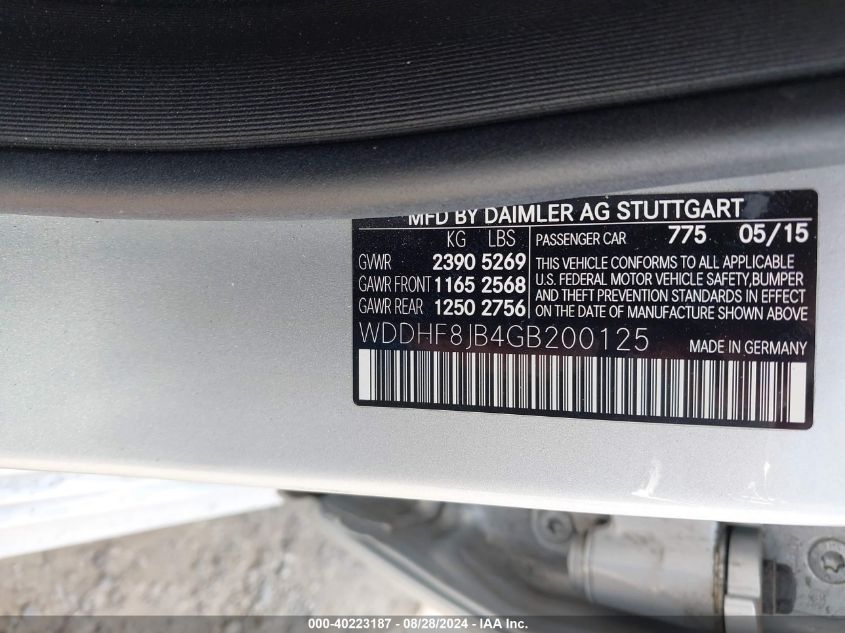 MFD BY DAIMLER AG STUTTGART
KG LBS
GVWR 2390 5269
GAWR FRONT 1165 2568
GAWR REAR 1250 2756
PASSENGER CAR 775 05/15
THIS VEHICLE CONFORMS TO ALL APPLICABLE
U.S. FEDERAL MOTOR VEHICLE SAFETY,BUMPER
AND THEFT PREVENTION STANDARDS IN EFFECT
ON THE DATE OF MANUFACTURE SHOWN ABOVE
WDDHF8JB4GB200125
MADE IN GERMANY
000-40223187 - 08/28/2024 - IAA Inc.